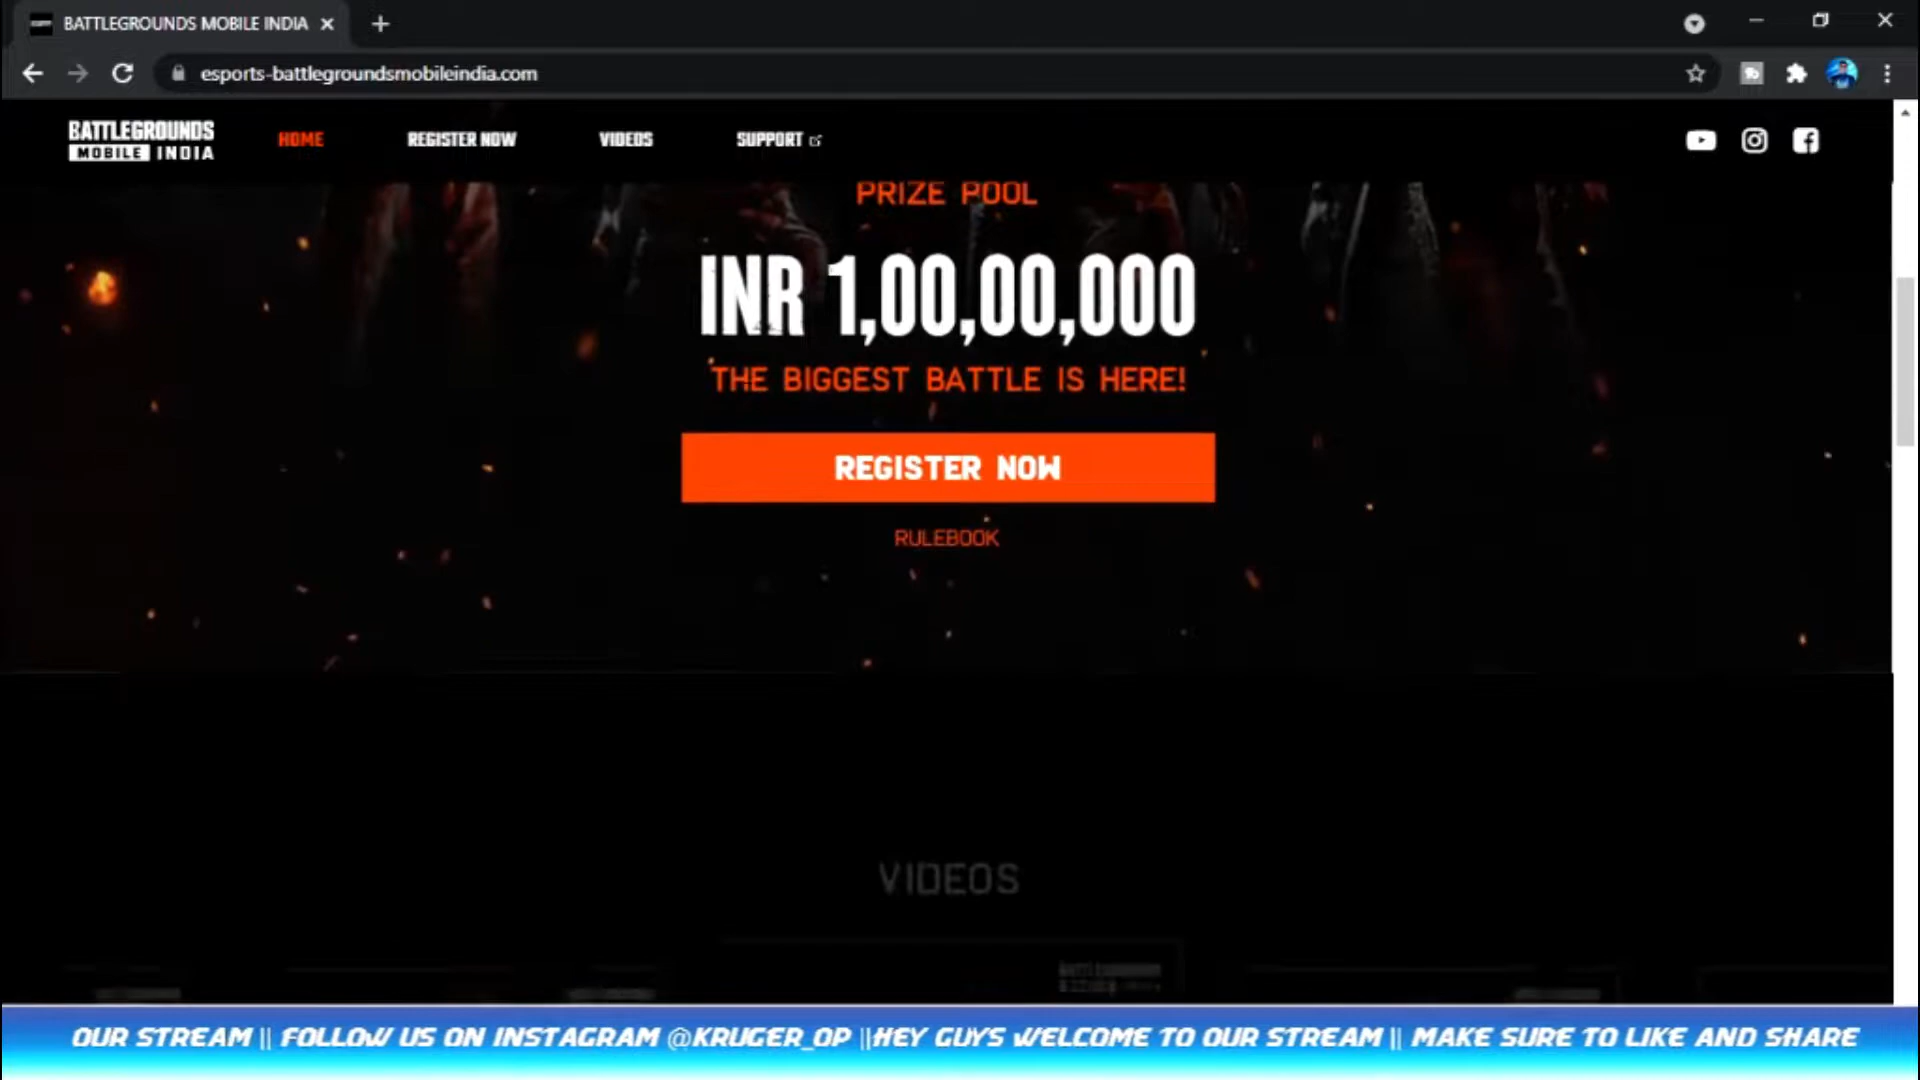 BATTLEGROUNDS MOBILE INDIA
esports-battlegroundsmobileindia.com
BATTLEGROUNDS
MOBILE INDIA
HOME
REGISTER NOW
VIDEOS
SUPPORT
PRIZE POOL
INR 1,00,00,000
THE BIGGEST BATTLE IS HERE!
REGISTER NOW
RULEBOOK
VIDEOS
OUR STREAM || FOLLOW US ON INSTAGRAM @KRUGER_OP ||HEY GUYS WELCOME TO OUR STREAM || MAKE SURE TO LIKE AND SHARE